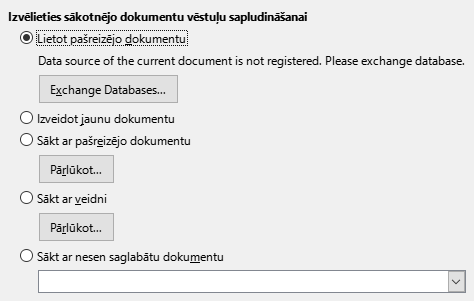 Izvēlieties sākotnējo dokumentu vēstuļu sapludināšanai
Lietot pašreizējo dokumentu
Data source of the current document is not registered. Please exchange database.
Exchange Databases...
Izveidot jaunu dokumentu
Sākt ar pašreizējo dokumentu
Pārlūkot...
Sākt ar veidni
Pārlūkot...
Sākt ar nesen saglabātu dokumentu